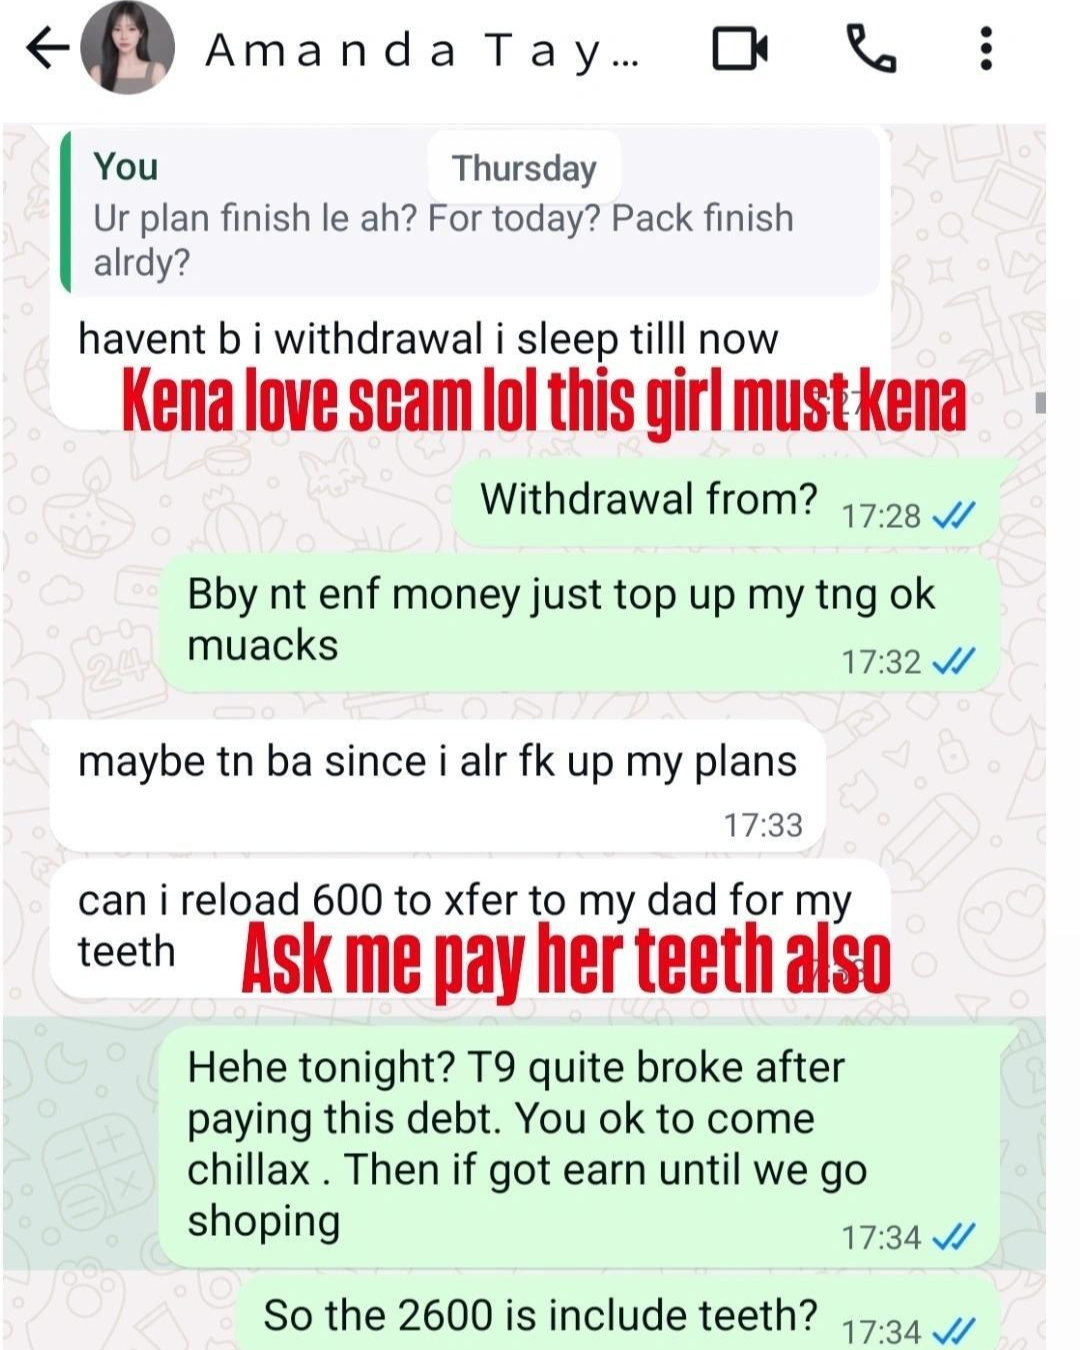 Amanda Tay...
You
Thursday
Ur plan finish le ah? For today? Pack finish
alrdy?
havent b i withdrawal i sleep tilll now
Kena love scam lol this girl must kena
Withdrawal from?
17:28
Bby nt enf money just top up my tng ok
muacks
17:32
maybe tn ba since i alr fk up my plans
17:33
can i reload 600 to xfer to my dad for my
teeth
Ask me pay her teeth also
Hehe tonight? T9 quite broke after
paying this debt. You ok to come
chillax . Then if got earn until we go
shoping
17:34
So the 2600 is include teeth?
17:34